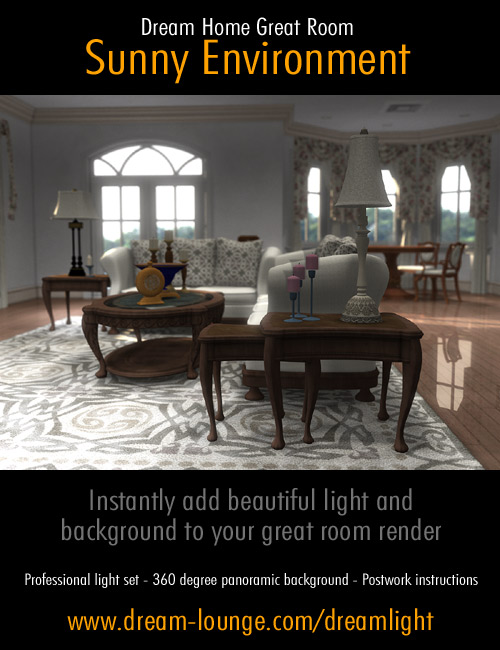 Dream Home Great Room
Sunny Environment
Instantly add beautiful light and
background to your great room render
Professional light set - 360 degree panoramic background - Postwork instructions
www.dream-lounge.com/dreamlight